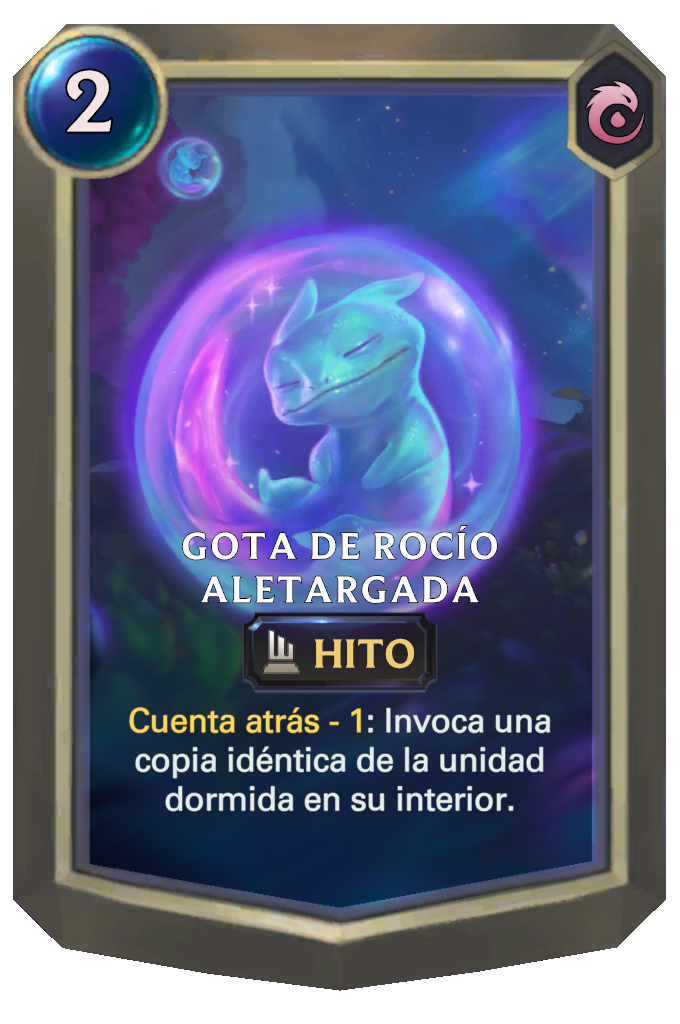 2
GOTA DE ROCÍO
ALETARGADA
HITO
Cuenta atrás - 1: Invoca una
copia idéntica de la unidad
dormida en su interior.